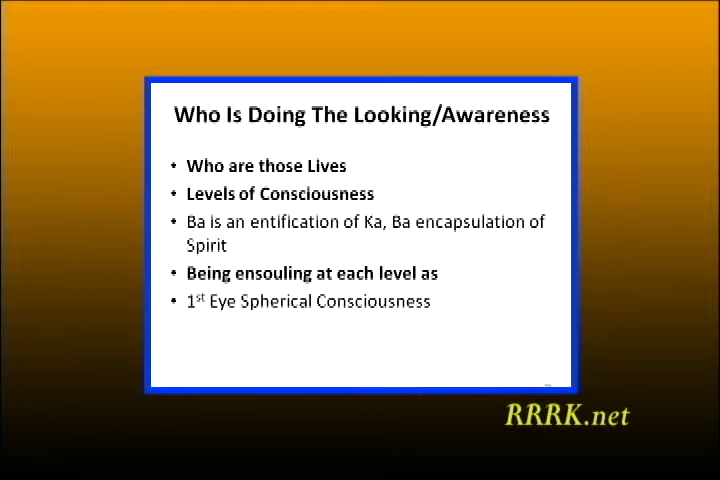 Who Is Doing The Looking/Awareness
• Who are those Lives
• Levels of Consciousness
• Ba is an entification of Ka, Ba encapsulation of
Spirit
• Being ensouling at each level as
• 1st Eye Spherical Consciousness
RRRK.net